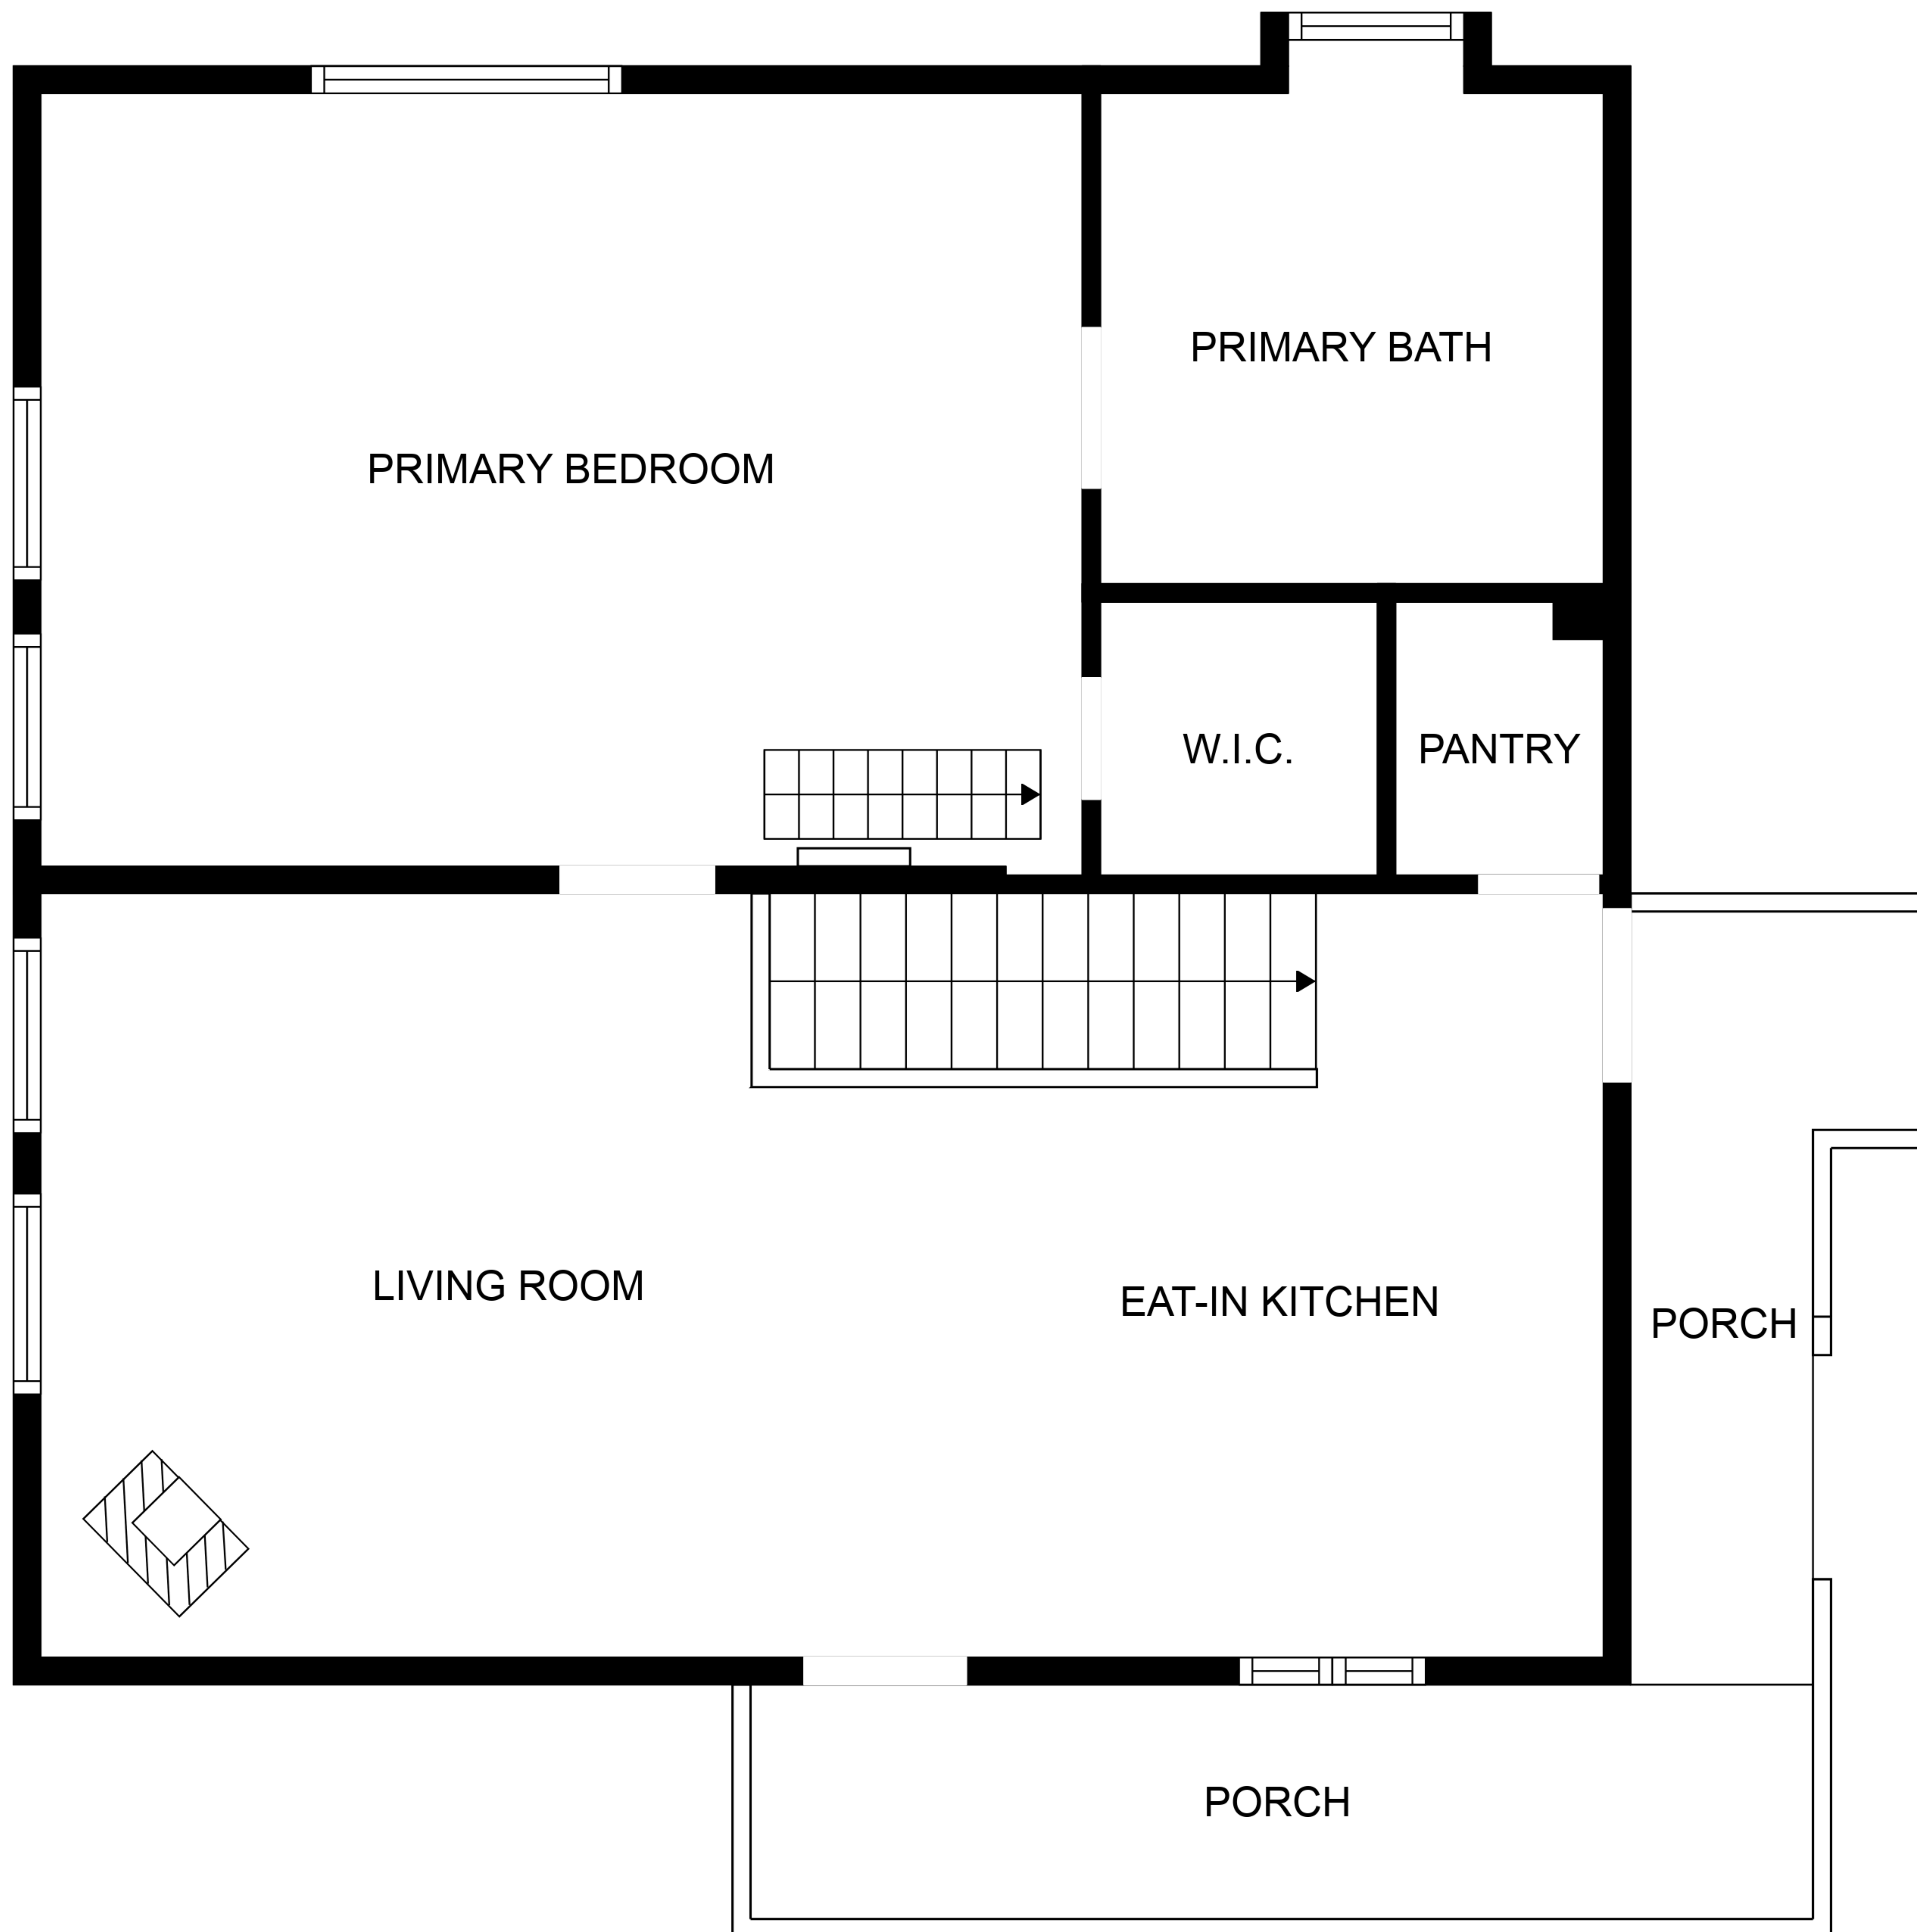 PRIMARY BATH
PRIMARY BEDROOM
W.I.C.
PANTRY
LIVING ROOM
EAT-IN KITCHEN
PORCH
PORCH